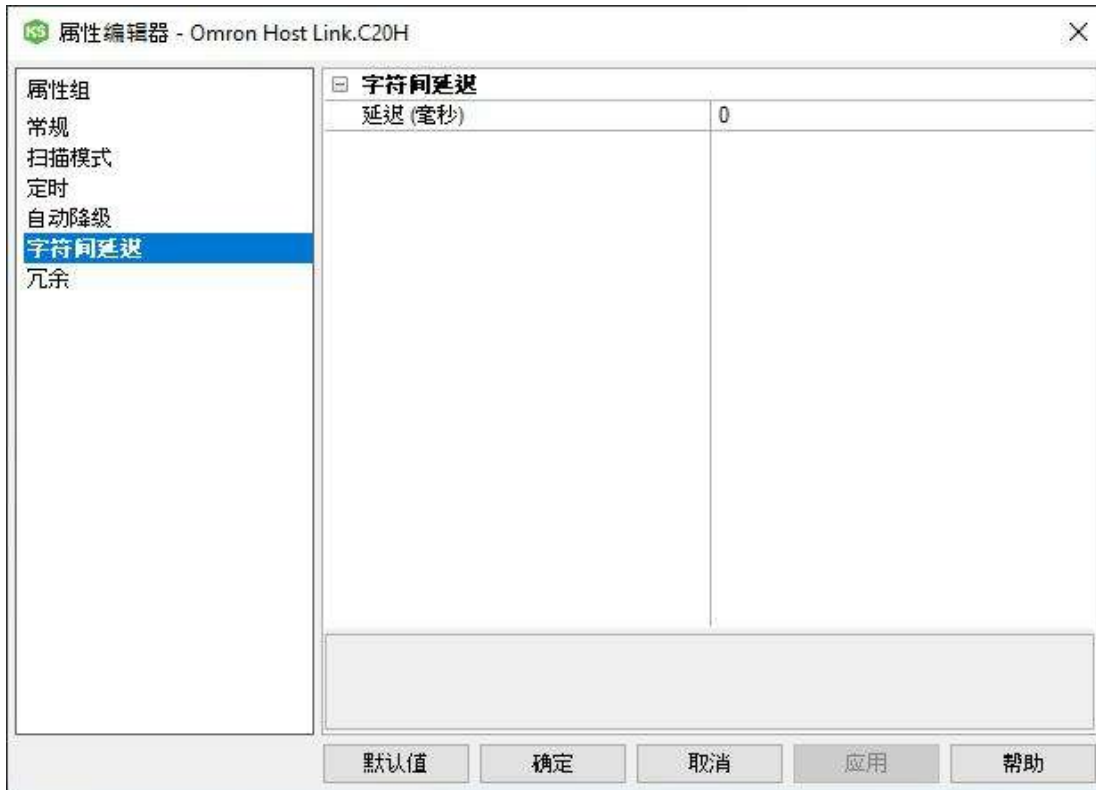 KS 属性编辑器 - Omron Host Link.C20H
属性组
常规
扫描模式
定时
自动降级
字符间延迟
冗余
字符间延迟
延迟 (毫秒) 0
默认值 确定 取消 应用 帮助